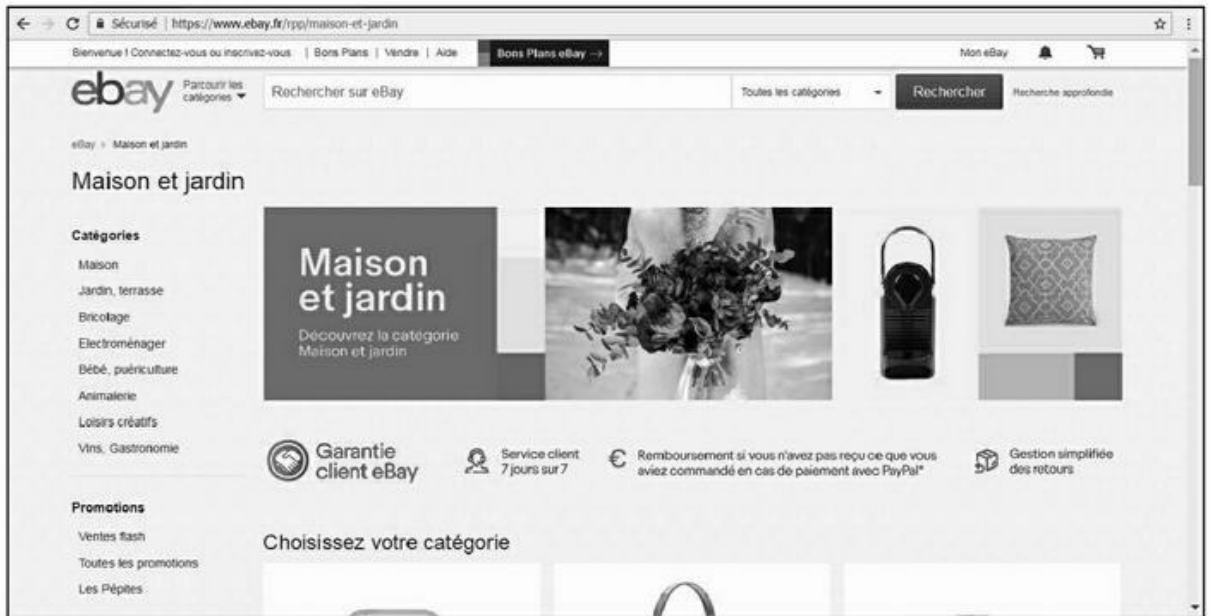 Sécurisé | https://www.ebay.fr/rpp/maison-et-jardin
Bienvenue ! Connectez-vous ou inscrivez-vous | Bons Plans | Vendre | Aide Bons Plans eBay → Mon eBay
ebay Parcourir les catégories Rechercher sur eBay Toutes les catégories Rechercher Recherche approfondie
eBay > Maison et jardin
Maison et jardin
Catégories
Maison
Jardin, terrasse
Bricolage
Electroménager
Bébé, puériculture
Animalerie
Loisirs créatifs
Vins, Gastronomie
Promotions
Ventes flash
Toutes les promotions
Les Pépites
Maison
et jardin
Découvrez la catégorie
Maison et jardin
Garantie
client eBay
Service client
7 jours sur 7
€ Remboursement si vous n'avez pas reçu ce que vous
aviez commandé en cas de paiement avec PayPal*
Gestion simplifiée
des retours
Choisissez votre catégorie